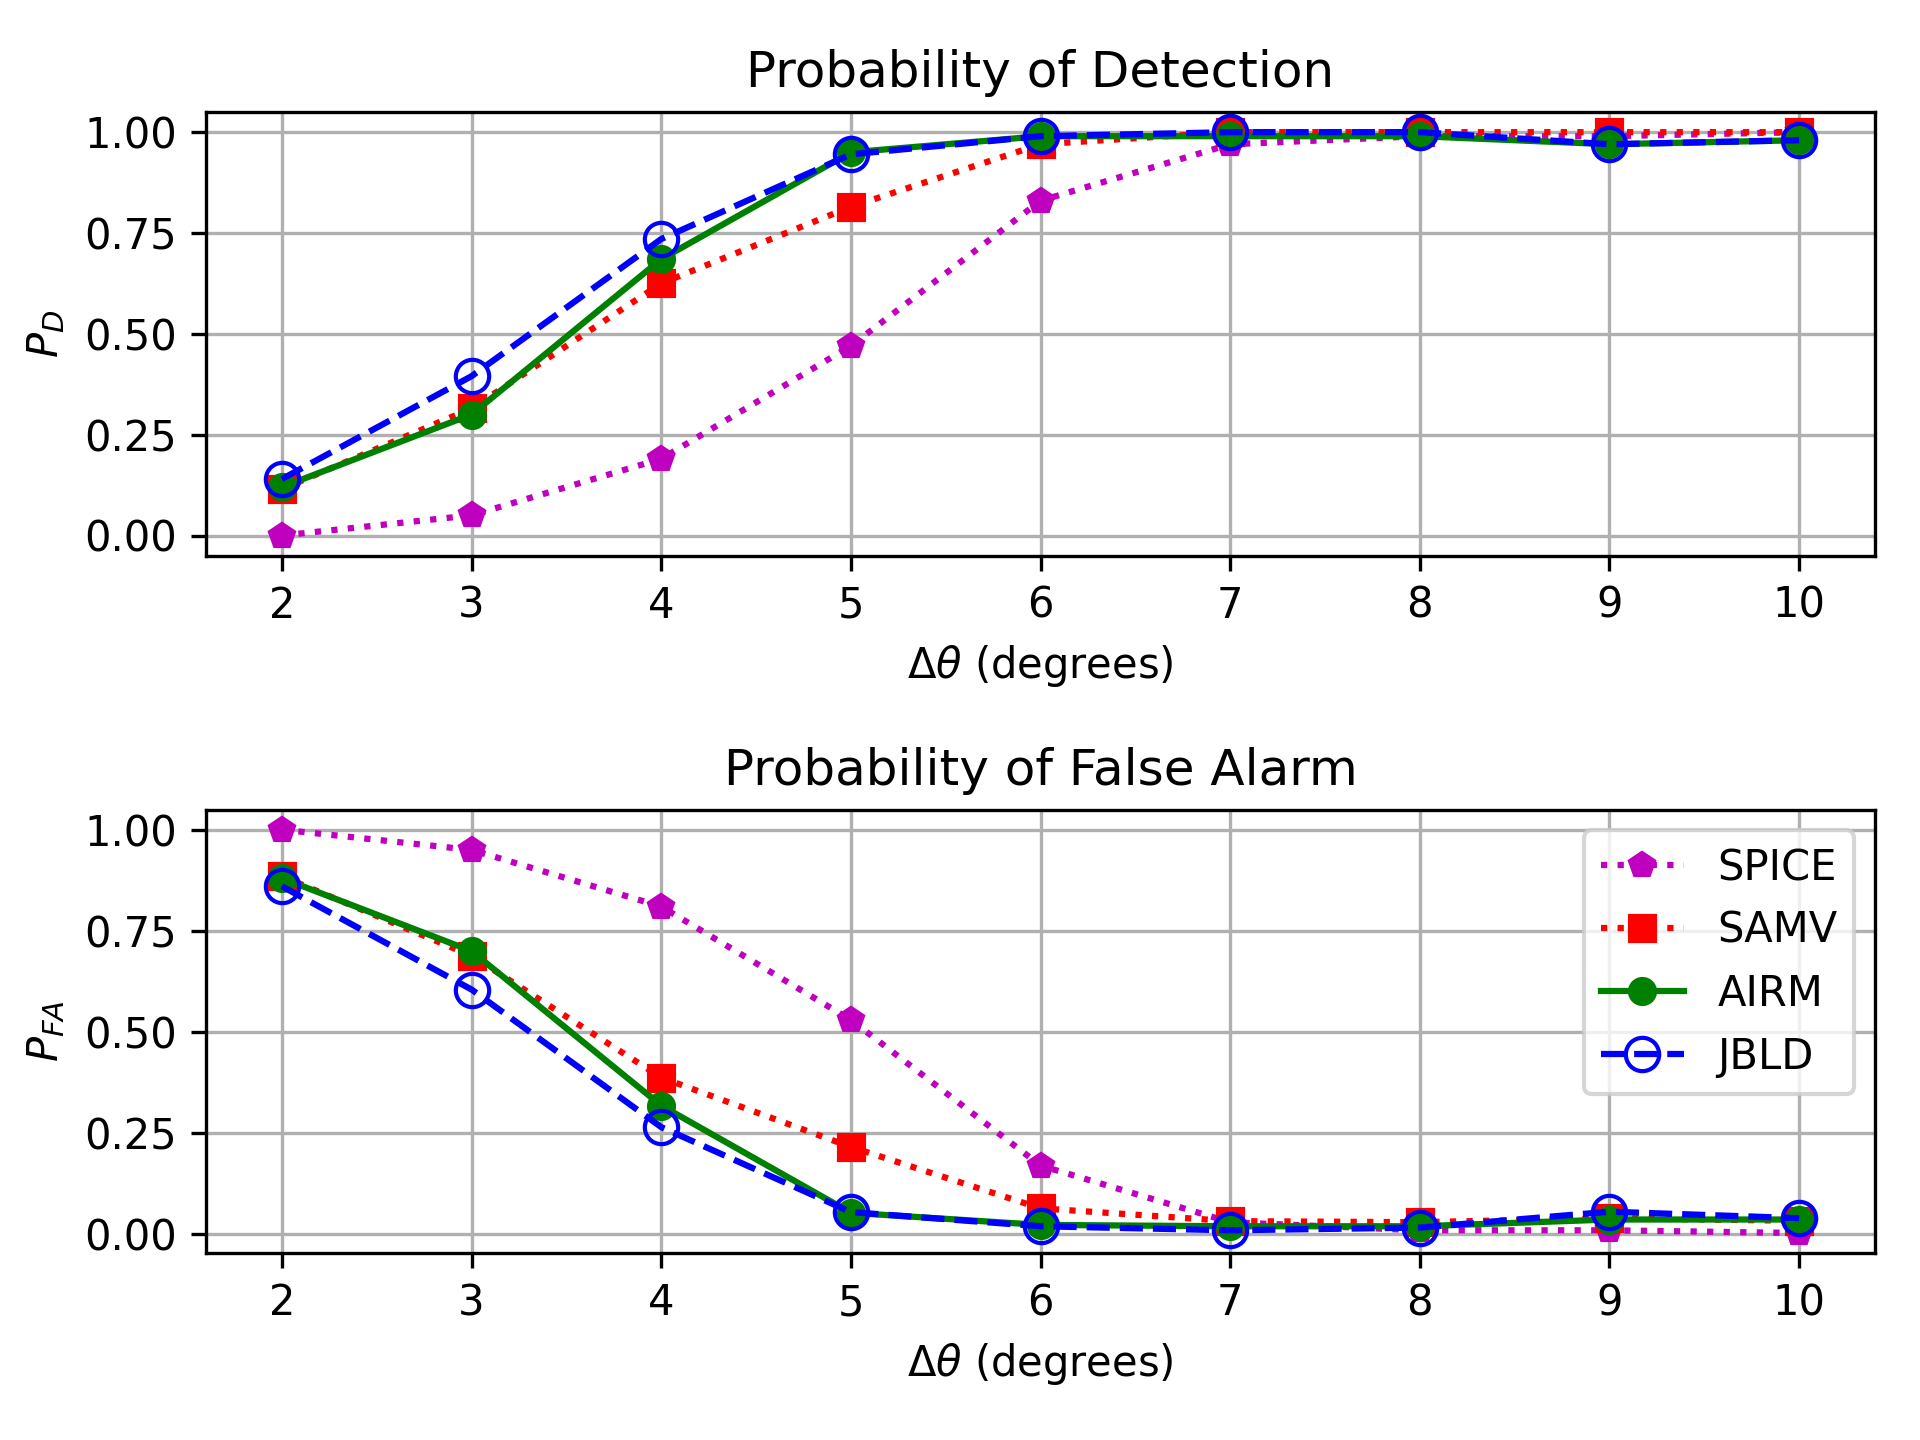 Probability of Detection
1.00
0.75
0.50
0.25
0.00
P_D
2 3 4 5 6 7 8 9 10
Δθ (degrees)
Probability of False Alarm
1.00
0.75
0.50
0.25
0.00
P_FA
SPICE
SAMV
AIRM
JBLD
2 3 4 5 6 7 8 9 10
Δθ (degrees)